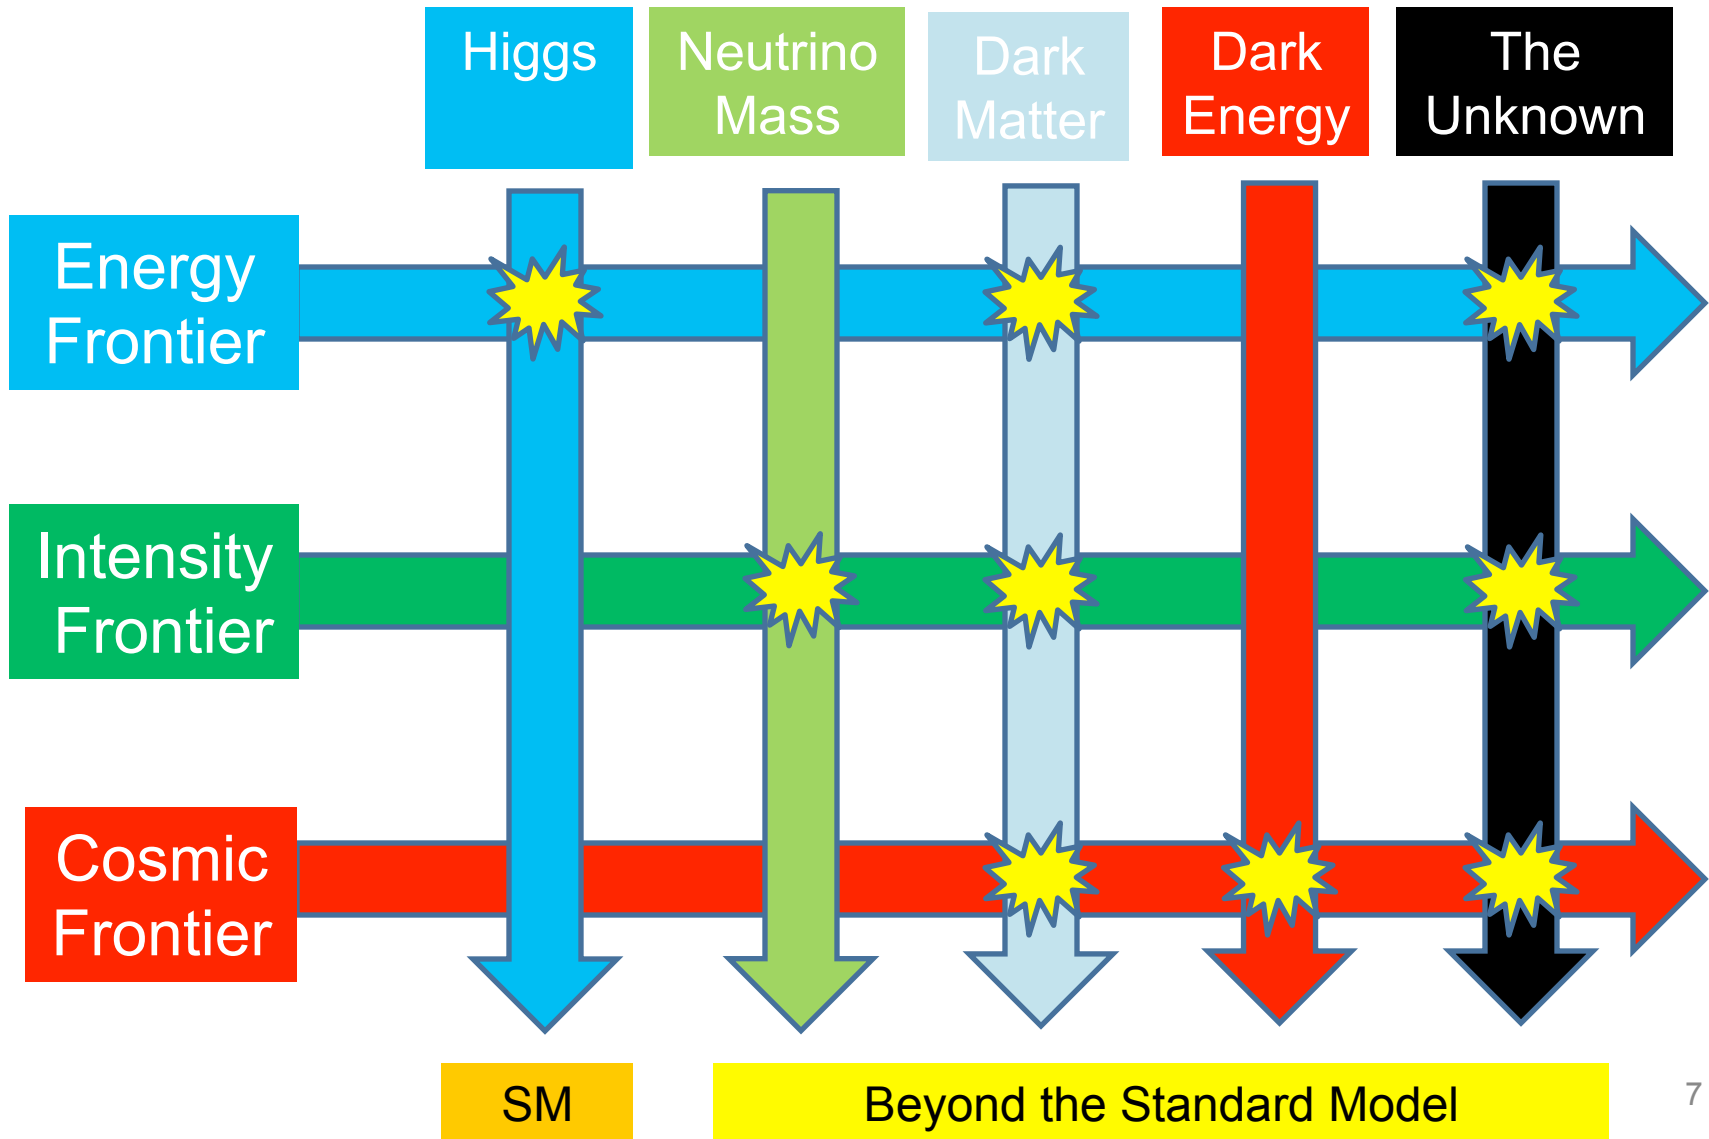 Higgs
Neutrino
Mass
Dark
Matter
Dark
Energy
The
Unknown
Energy
Frontier
Intensity
Frontier
Cosmic
Frontier
SM
Beyond the Standard Model
7